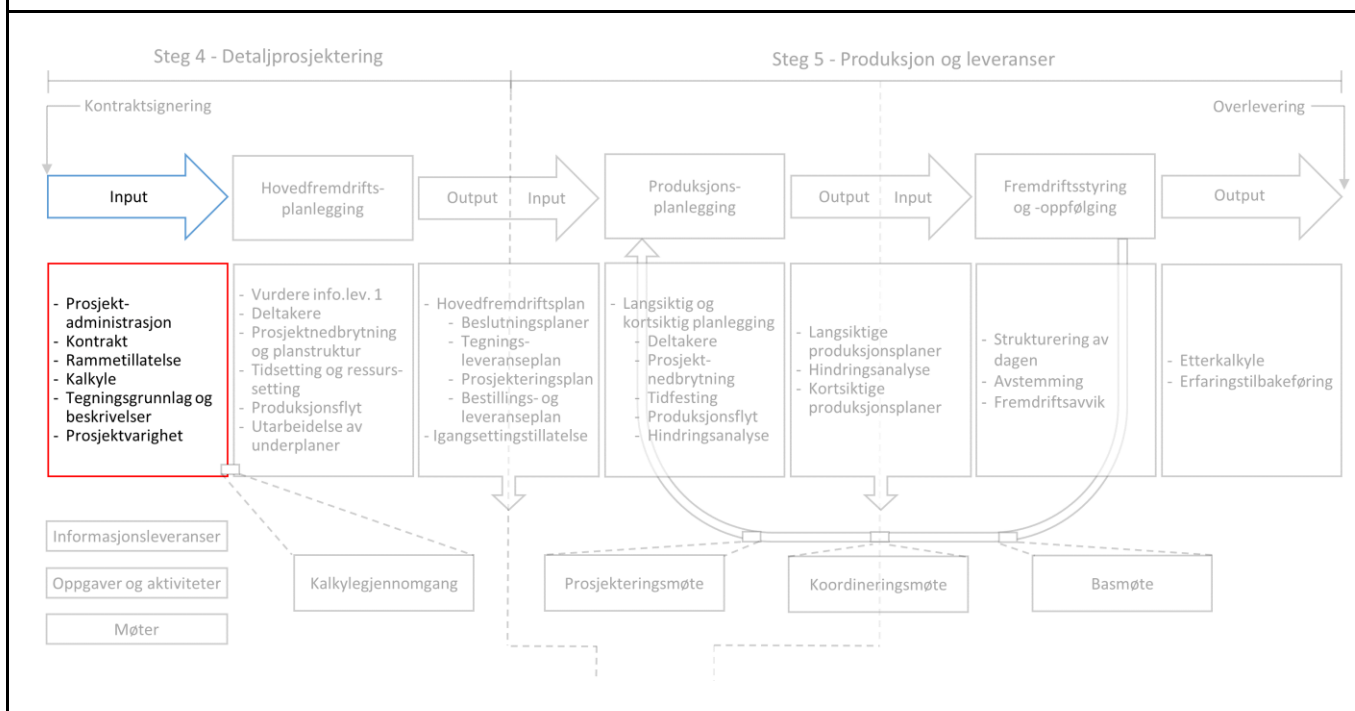 Steg 4 - Detaljprosjektering
Steg 5 - Produksjon og leveranser
Kontraktsignering
Overlevering
Input
Hovedfremdrifts-
planlegging
Output
Input
Produksjons-
planlegging
Output
Input
Fremdriftsstyring
og -oppfølging
Output
- Prosjekt-
administrasjon
- Kontrakt
- Rammetillatelse
- Kalkyle
- Tegningsgrunnlag og
beskrivelser
- Prosjektvarighet
- Vurdere info.lev. 1
- Deltakere
- Prosjektnedbrytning
og planstruktur
- Tidsetting og ressurs-
setting
- Produksjonsflyt
- Utarbeidelse av
underplaner
- Hovedfremdriftsplan
- Beslutningsplaner
- Tegnings-
leveranseplan
- Prosjekteringsplan
- Bestillings- og
leveranseplan
- Igangsettingstillatelse
- Langsiktig og
kortsiktig planlegging
- Deltakere
- Prosjekt-
nedbrytning
- Tidfesting
- Produksjonsflyt
- Hindringsanalyse
- Langsiktige
produksjonsplaner
- Hindringsanalyse
- Kortsiktige
produksjonsplaner
- Strukturering av
dagen
- Avstemming
- Fremdriftsavvik
- Etterkalkyle
- Erfaringstilbakeføring
Informasjonsleveranser
Oppgaver og aktiviteter
Møter
Kalkylegjennomgang
Prosjekteringsmøte
Koordineringsmøte
Basmøte